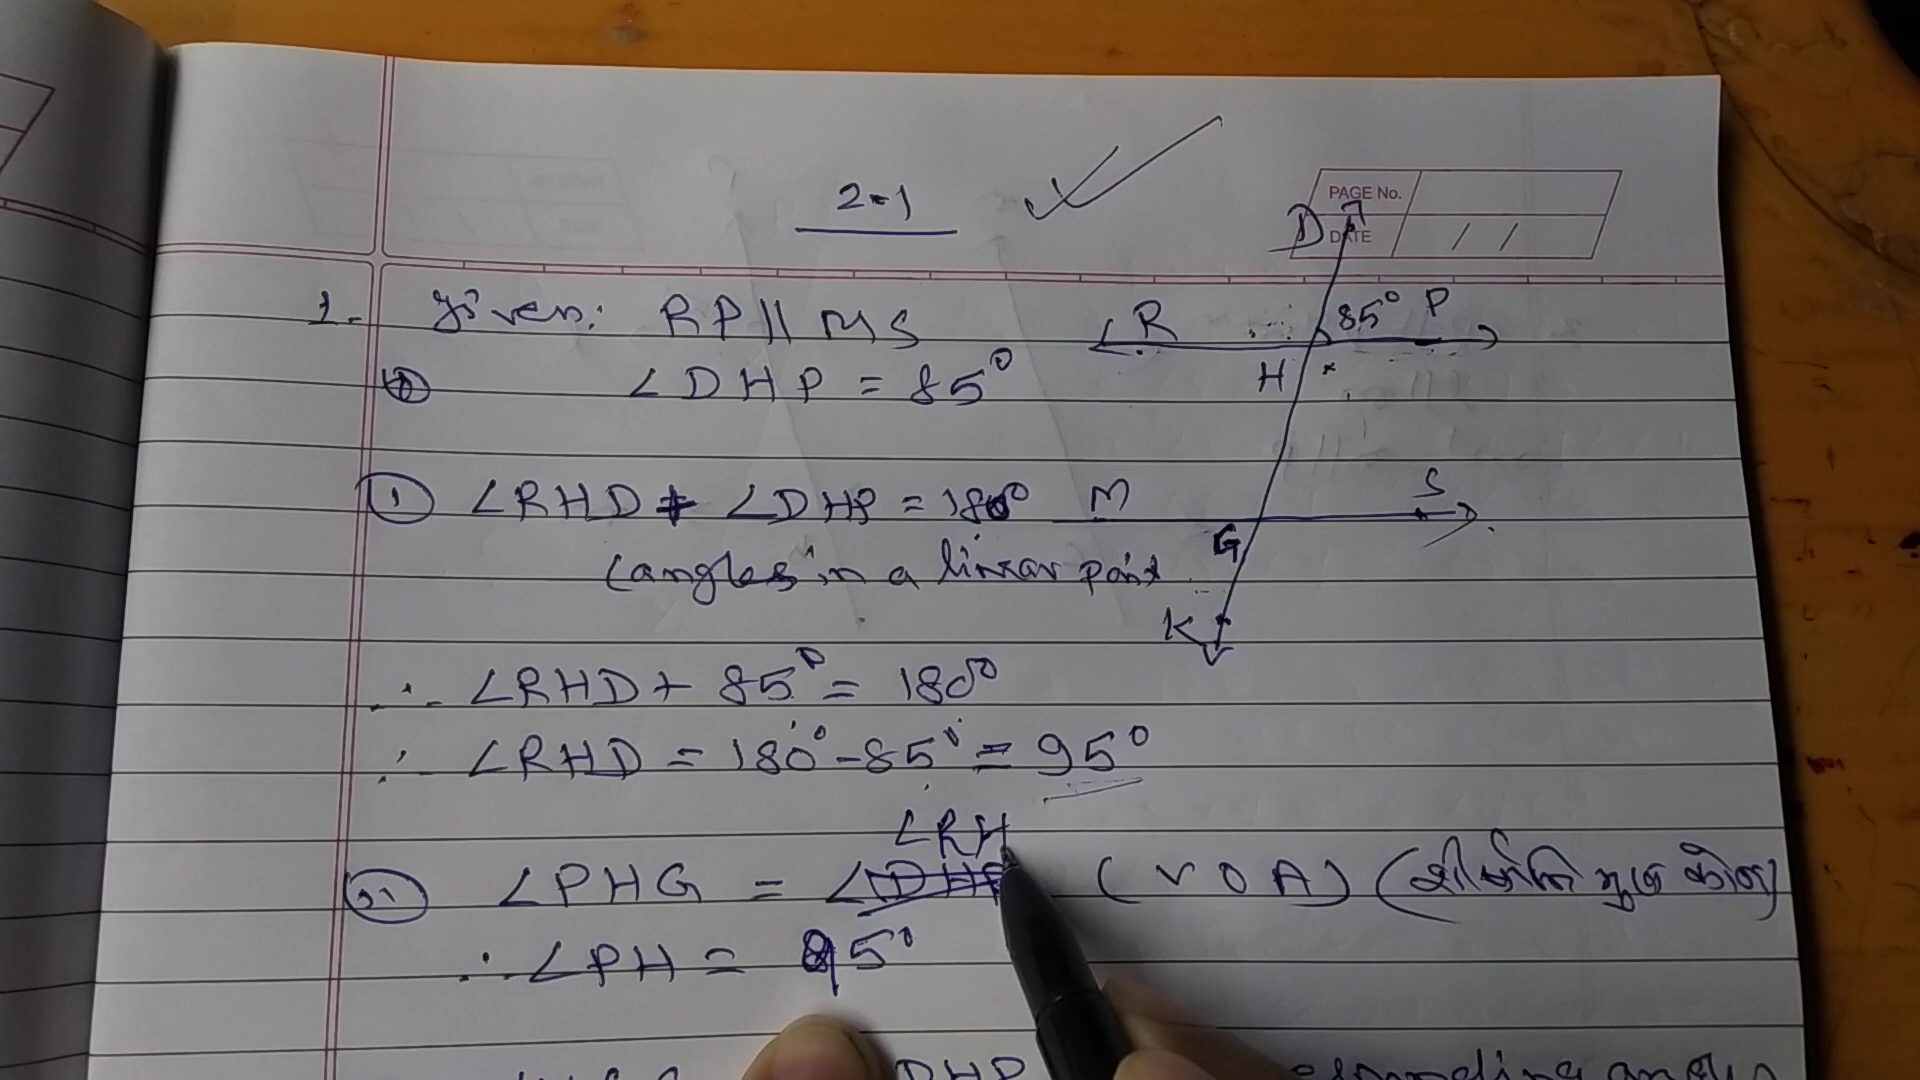 2.1
PAGE No.
DATE / /
D
1. Given: RP || MS
R 85° P
∠DHP = 85°
H
① ∠RHD + ∠DHP = 180° M S
(angles in a linear pair
G
K
∴ ∠RHD + 85° = 180°
∴ ∠RHD = 180° - 85° = 95°
∠RH
∠PHG = ∠DHP (VOA) (
∴ ∠PH = 95°
DHP